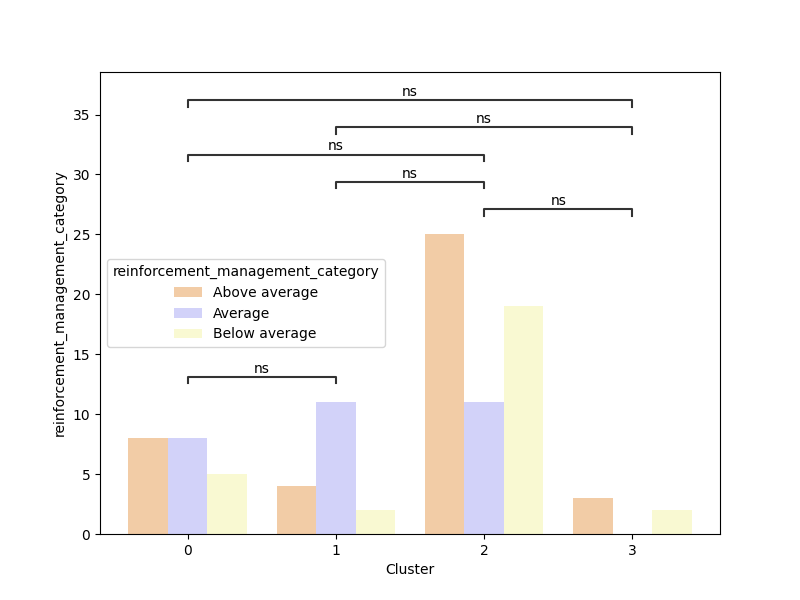 ns
ns
ns
ns
ns
reinforcement_management_category
Above average
Average
Below average
ns
35
30
25
20
15
10
5
0
reinforcement_management_category
0 1 2 3
Cluster